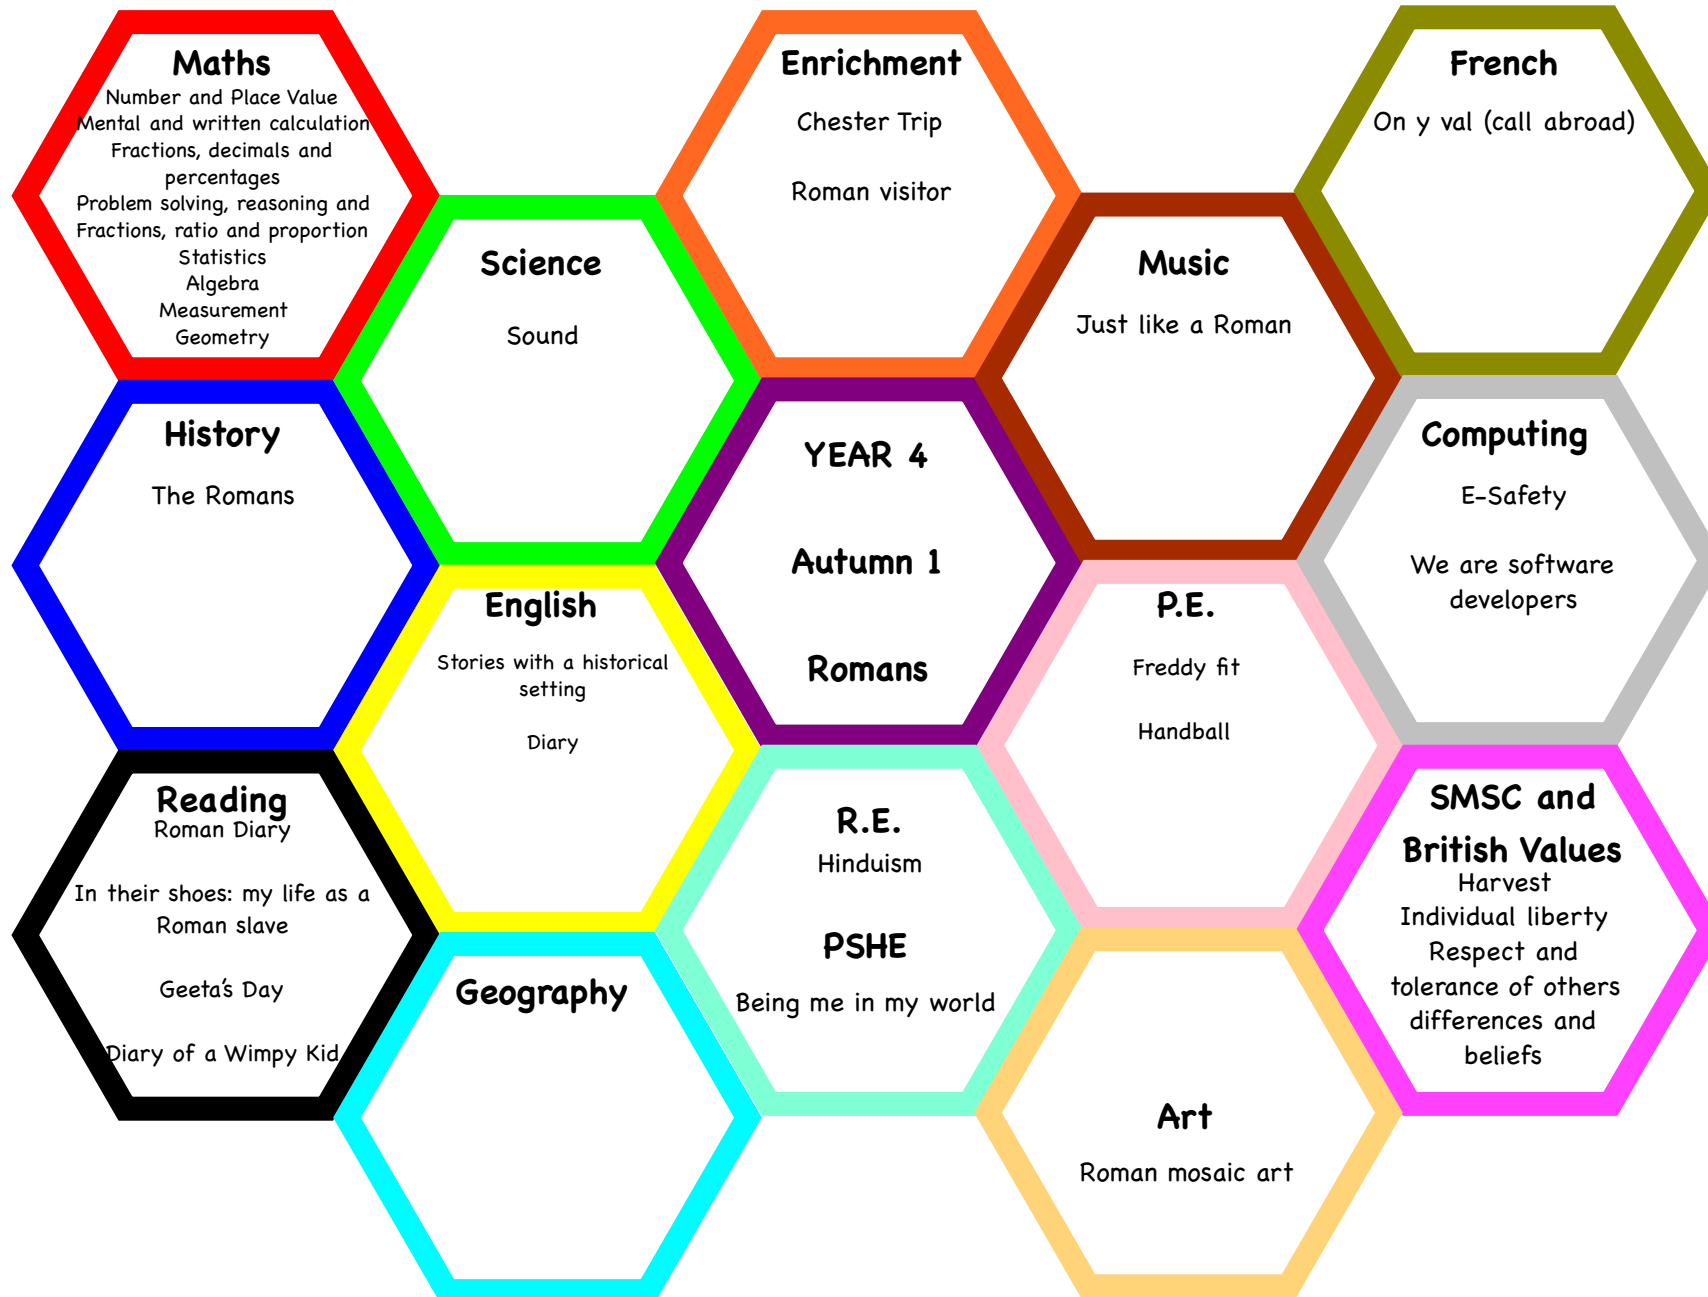 Maths
Number and Place Value
Mental and written calculation
Fractions, decimals and
percentages
Problem solving, reasoning and
Fractions, ratio and proportion
Statistics
Algebra
Measurement
Geometry
Enrichment
Chester Trip
Roman visitor
French
On y val (call abroad)
Science
Sound
Music
Just like a Roman
History
The Romans
YEAR 4
Autumn 1
Romans
Computing
E-Safety
We are software
developers
English
Stories with a historical
setting
Diary
P.E.
Freddy fit
Handball
Reading
Roman Diary
In their shoes: my life as a
Roman slave
Geeta's Day
Diary of a Wimpy Kid
R.E.
Hinduism
PSHE
Being me in my world
SMSC and
British Values
Harvest
Individual liberty
Respect and
tolerance of others
differences and
beliefs
Geography
Art
Roman mosaic art